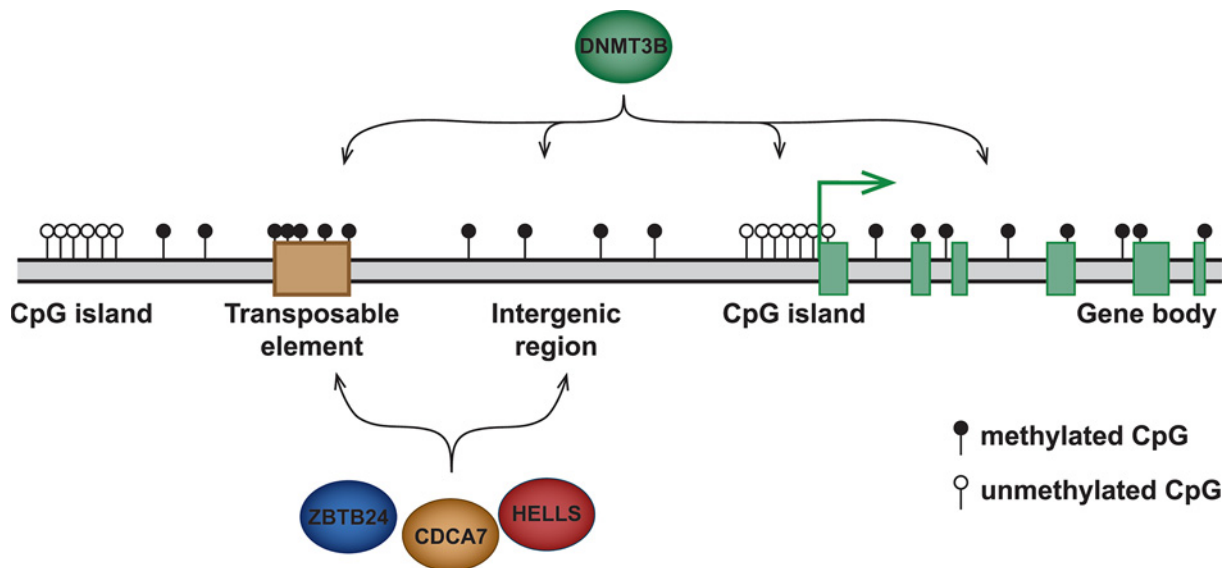 DNMT3B
CpG island
Transposable
element
Intergenic
region
CpG island
Gene body
methylated CpG
unmethylated CpG
ZBTB24
CDCA7
HELLS